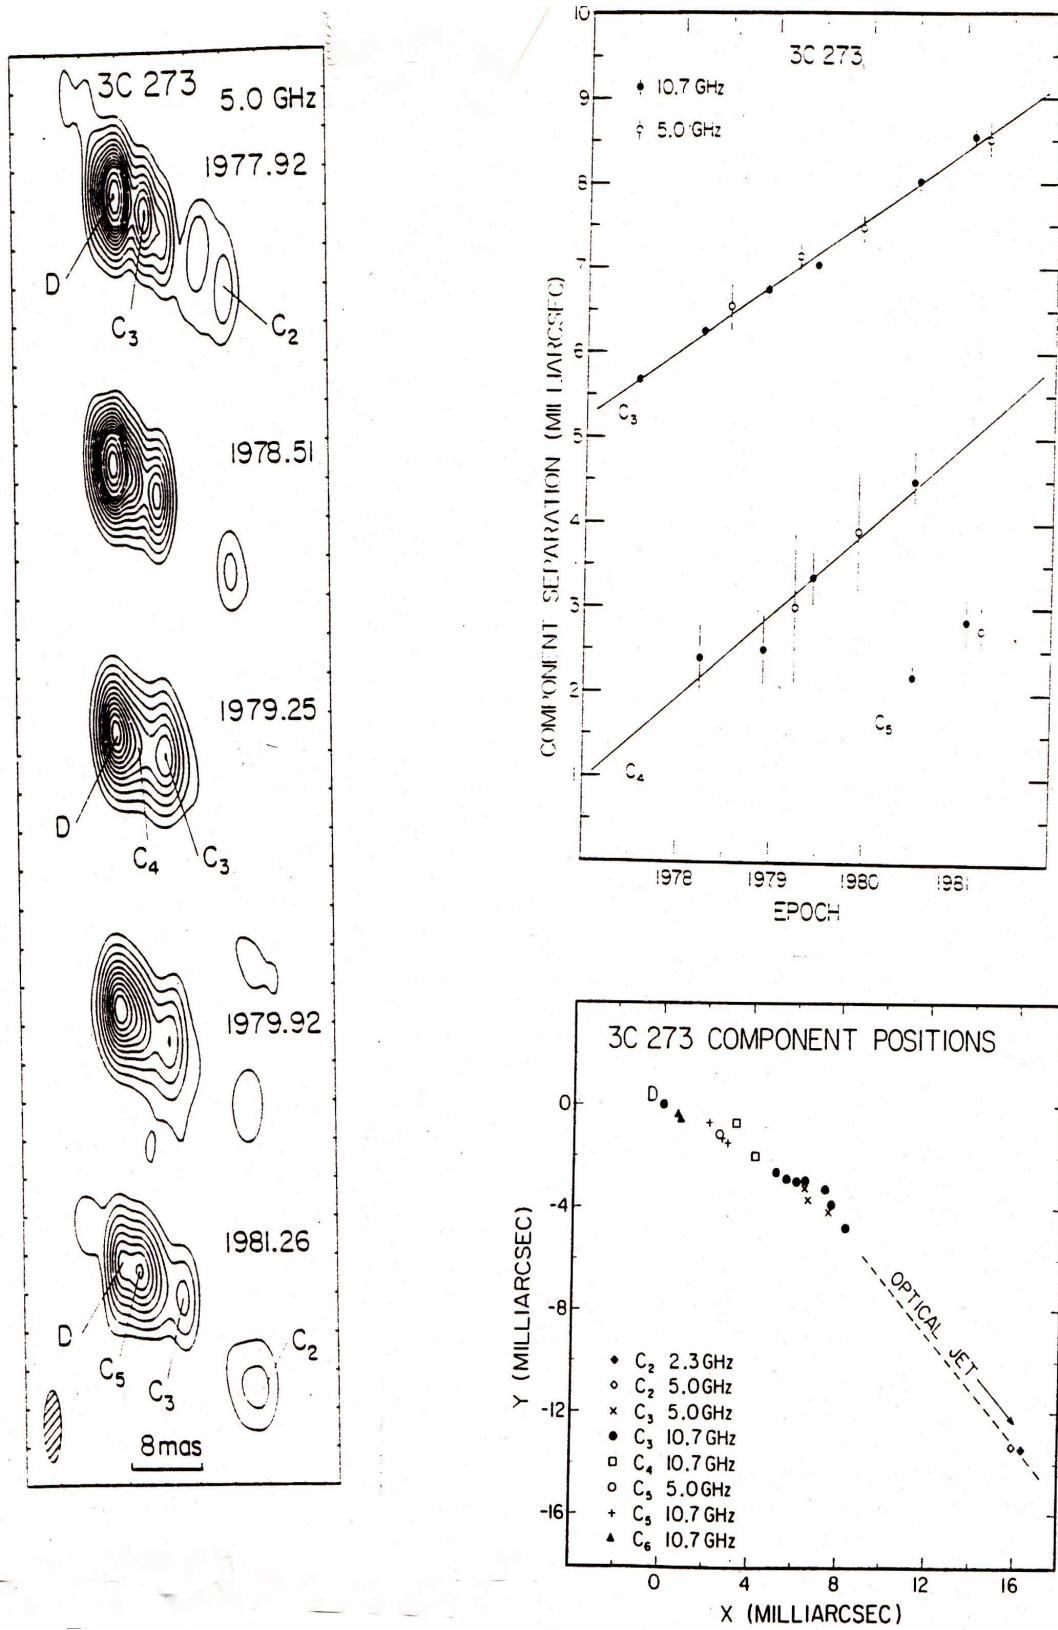 3C 273
5.0 GHz
1977.92
D
C₃
C₂
1978.51
1979.25
D
C₄
C₃
1979.92
1981.26
D
C₅
C₃
C₂
8mas
10
9
8
7
6
5
4
3
2
1
0
COMPONENT SEPARATION (MILLIARCSEC)
3C 273
10.7 GHz
5.0 GHz
C₃
C₅
C₄
1978
1979
1980
1981
EPOCH
3C 273 COMPONENT POSITIONS
D
0
-4
-8
-12
-16
Y (MILLIARCSEC)
OPTICAL JET
C₂ 2.3 GHz
C₂ 5.0 GHz
C₃ 5.0 GHz
C₃ 10.7 GHz
C₄ 10.7 GHz
C₅ 5.0 GHz
C₅ 10.7 GHz
C₆ 10.7 GHz
0
4
8
12
16
X (MILLIARCSEC)